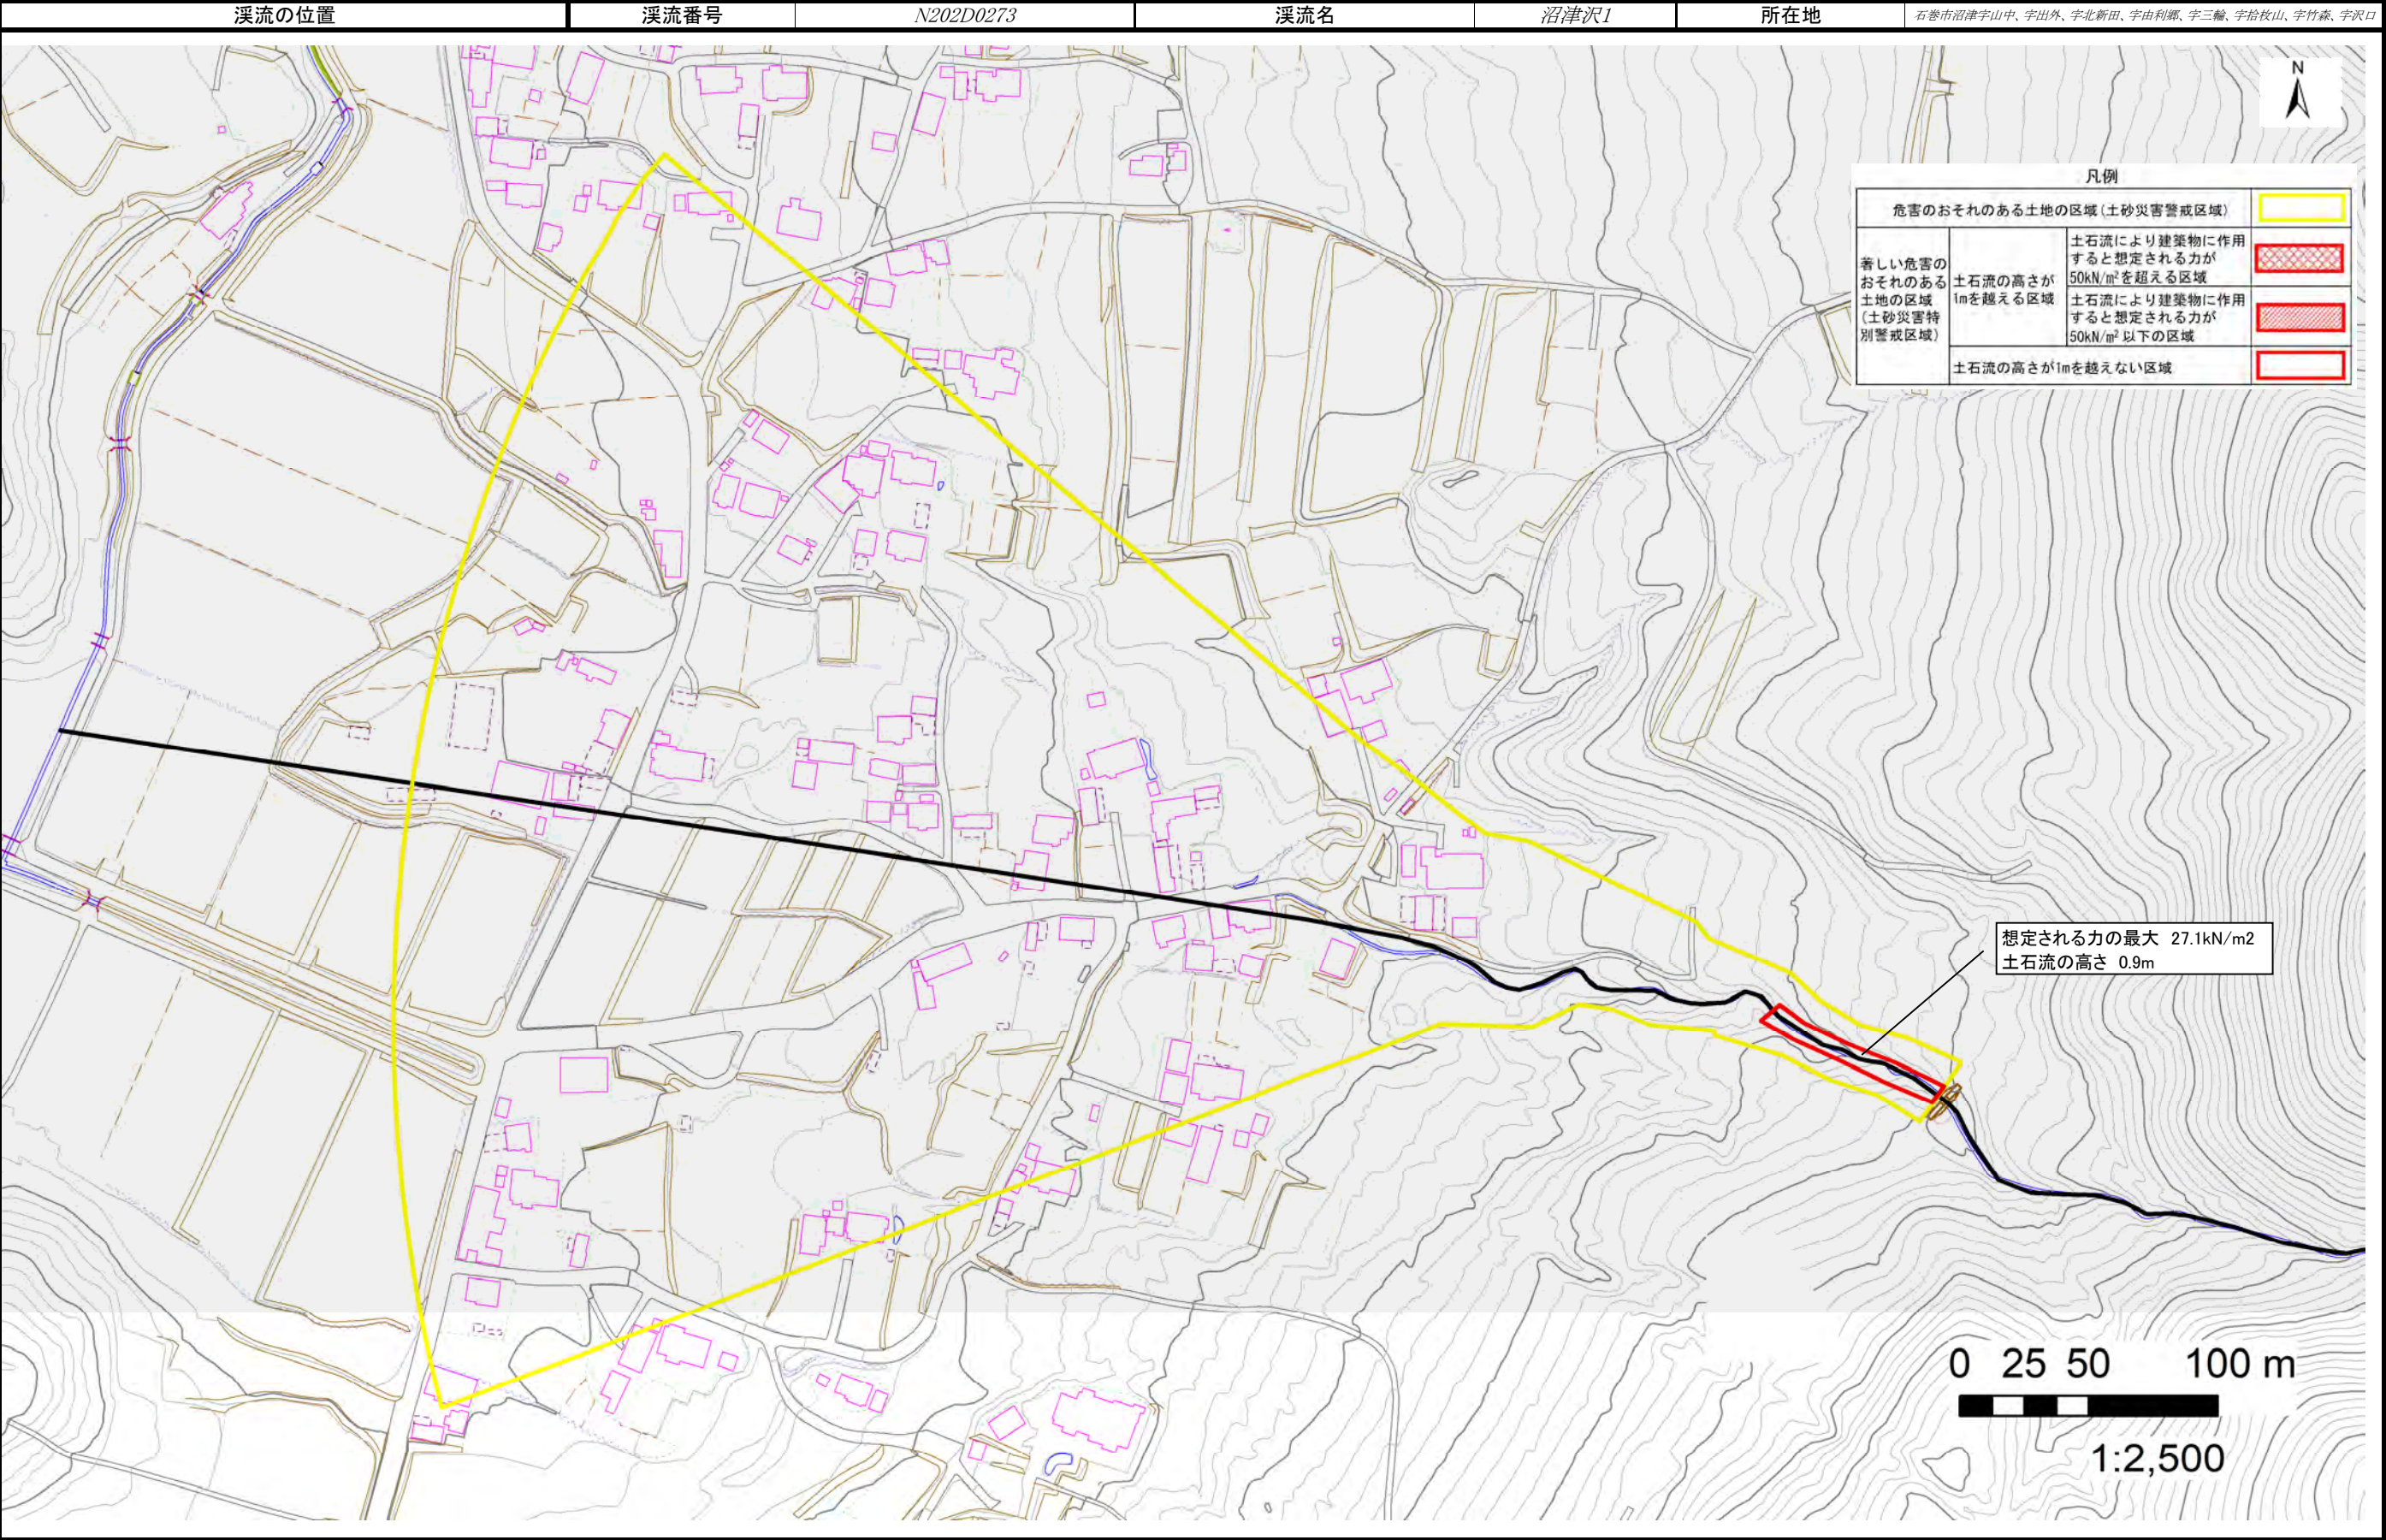 渓流の位置 渓流番号 N202D0273 渓流名 沼津沢1 所在地 石巻市沼津字山中、字出外、字北新田、字由利郷、字三輪、字拾枚山、字竹森、字沢口
N
凡例
危害のおそれのある土地の区域(土砂災害警戒区域)
著しい危害の
おそれのある
土地の区域
(土砂災害特
別警戒区域)
土石流の高さが
1mを越える区域
土石流により建築物に作用
すると想定される力が
50kN/m²を超える区域
土石流により建築物に作用
すると想定される力が
50kN/m²以下の区域
土石流の高さが1mを越えない区域
想定される力の最大 27.1kN/m2
土石流の高さ 0.9m
0 25 50 100 m
1:2,500